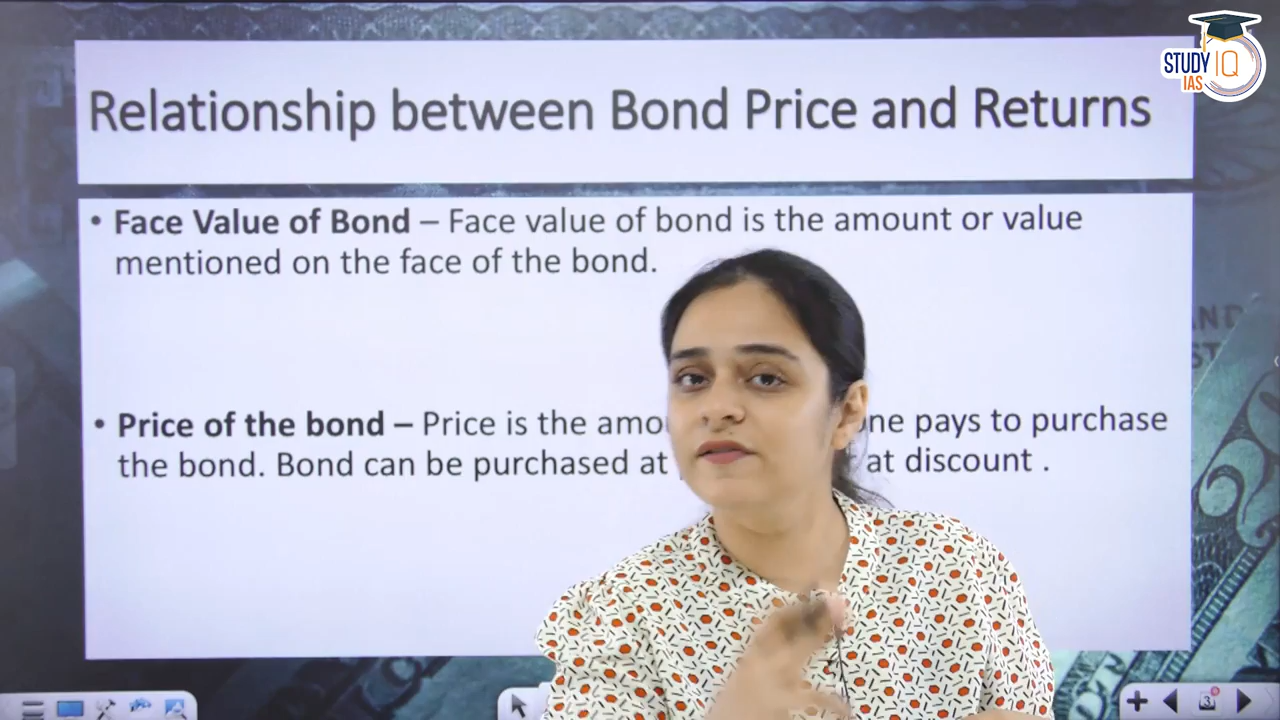 STUDY IQ
IAS
Relationship between Bond Price and Returns
• Face Value of Bond – Face value of bond is the amount or value
mentioned on the face of the bond.
• Price of the bond – Price is the amo ne pays to purchase
the bond. Bond can be purchased at at discount .
3